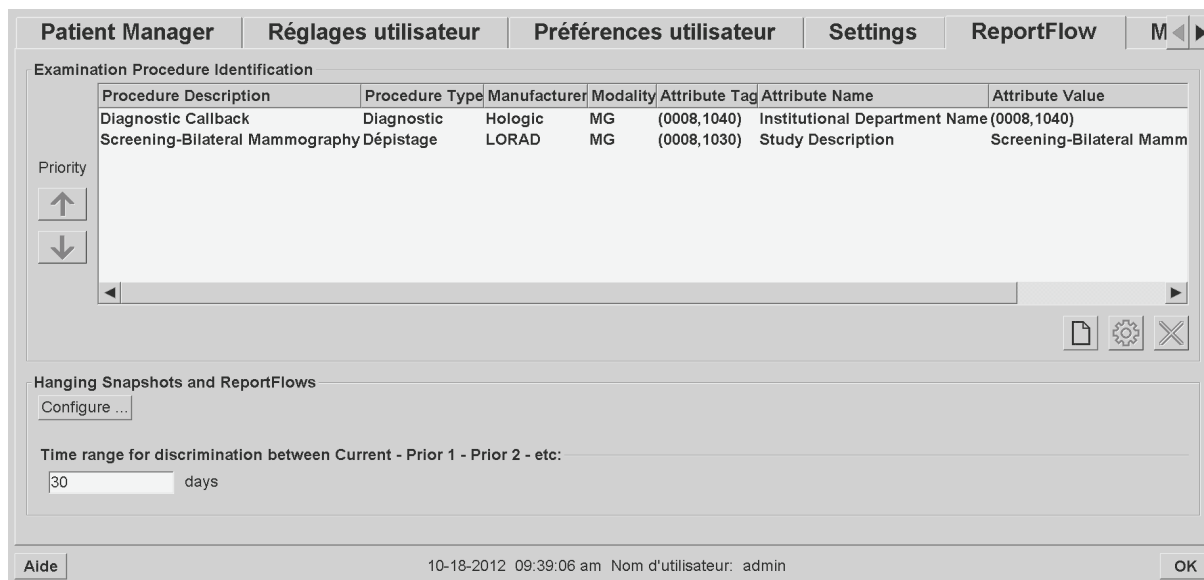 Patient Manager Réglages utilisateur Préférences utilisateur Settings ReportFlow M
Examination Procedure Identification
Procedure Description Procedure Type Manufacturer Modality Attribute Tag Attribute Name Attribute Value
Diagnostic Callback Diagnostic Hologic MG (0008,1040) Institutional Department Name (0008,1040)
Screening-Bilateral Mammography Dépistage LORAD MG (0008,1030) Study Description Screening-Bilateral Mamm
Priority
Hanging Snapshots and ReportFlows
Configure ...
Time range for discrimination between Current - Prior 1 - Prior 2 - etc:
30 days
Aide 10-18-2012 09:39:06 am Nom d'utilisateur: admin OK